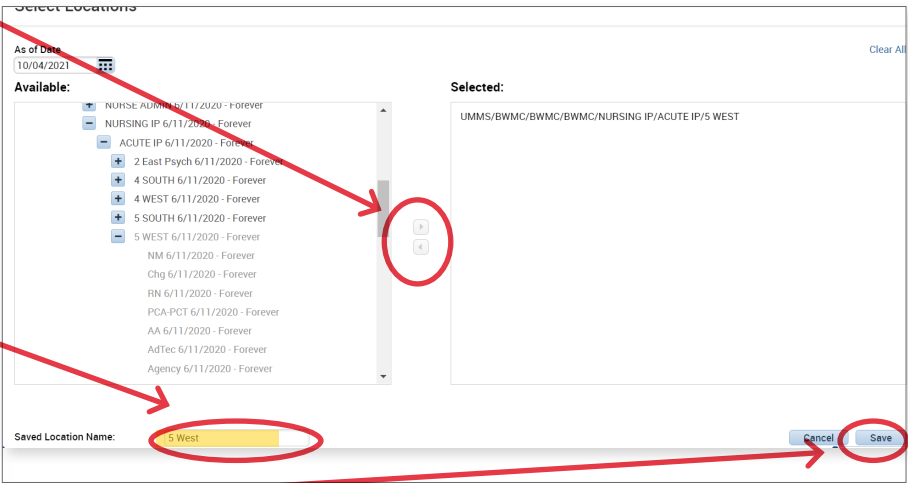 Select Locations
As of Date
Clear All
10/04/2021
Available:
Selected:
NURSE ADMIN 6/11/2020 - Forever
NURSING IP 6/11/2020 - Forever
ACUTE IP 6/11/2020 - Forever
2 East Psych 6/11/2020 - Forever
4 SOUTH 6/11/2020 - Forever
4 WEST 6/11/2020 - Forever
5 SOUTH 6/11/2020 - Forever
5 WEST 6/11/2020 - Forever
NM 6/11/2020 - Forever
Chg 6/11/2020 - Forever
RN 6/11/2020 - Forever
PCA-PCT 6/11/2020 - Forever
AA 6/11/2020 - Forever
AdTec 6/11/2020 - Forever
Agency 6/11/2020 - Forever
UMMS/BWMC/BWMC/BWMC/NURSING IP/ACUTE IP/5 WEST
Saved Location Name:
5 West
Cancel
Save